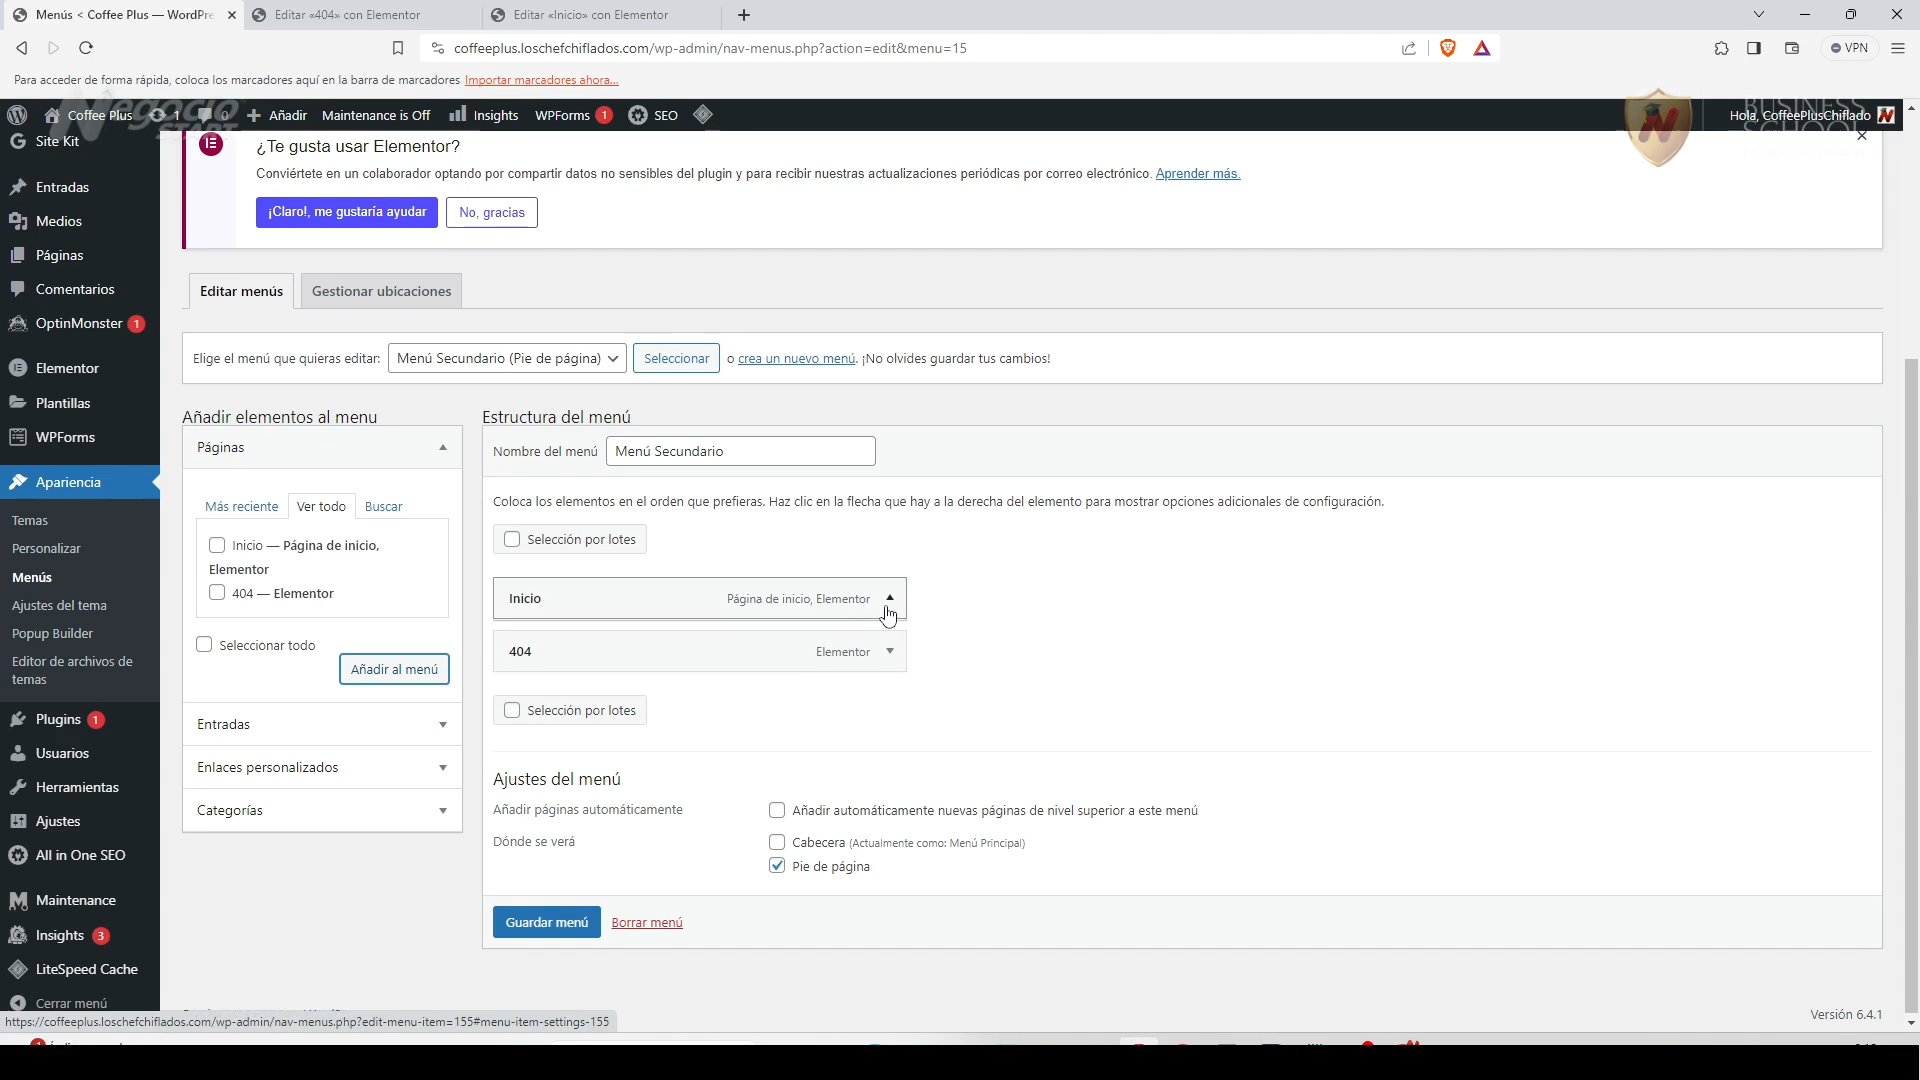 Menús < Coffee Plus — WordPre
Editar «404» con Elementor
Editar «Inicio» con Elementor
coffeeplus.loschefchiflados.com/wp-admin/nav-menus.php?action=edit&menu=15
VPN
Para acceder de forma rápida, coloca los marcadores aquí en la barra de marcadores Importar marcadores ahora...
Coffee Plus
1
0
Añadir
Maintenance is Off
Insights
WPForms 1
SEO
Hola, CoffeePlusChiflado
Negocio
START
BUSINESS
SCHOOL
Site Kit
Entradas
Medios
Páginas
Comentarios
OptinMonster 1
Elementor
Plantillas
WPForms
Apariencia
Temas
Personalizar
Menús
Ajustes del tema
Popup Builder
Editor de archivos de
temas
Plugins 1
Usuarios
Herramientas
Ajustes
All in One SEO
Maintenance
Insights 3
LiteSpeed Cache
Cerrar menú
¿Te gusta usar Elementor?
Conviértete en un colaborador optando por compartir datos no sensibles del plugin y para recibir nuestras actualizaciones periódicas por correo electrónico. Aprender más.
¡Claro!, me gustaría ayudar
No, gracias
Editar menús
Gestionar ubicaciones
Elige el menú que quieras editar: Menú Secundario (Pie de página) Seleccionar o crea un nuevo menú. ¡No olvides guardar tus cambios!
Añadir elementos al menu
Páginas
Más reciente
Ver todo
Buscar
Inicio — Página de inicio,
Elementor
404 — Elementor
Seleccionar todo
Añadir al menú
Entradas
Enlaces personalizados
Categorías
Estructura del menú
Nombre del menú Menú Secundario
Coloca los elementos en el orden que prefieras. Haz clic en la flecha que hay a la derecha del elemento para mostrar opciones adicionales de configuración.
Selección por lotes
Inicio Página de inicio, Elementor
404 Elementor
Selección por lotes
Ajustes del menú
Añadir páginas automáticamente
Añadir automáticamente nuevas páginas de nivel superior a este menú
Dónde se verá
Cabecera (Actualmente como: Menú Principal)
Pie de página
Guardar menú
Borrar menú
Versión 6.4.1
https://coffeeplus.loschefchiflados.com/wp-admin/nav-menus.php?edit-menu-item=155#menu-item-settings-155